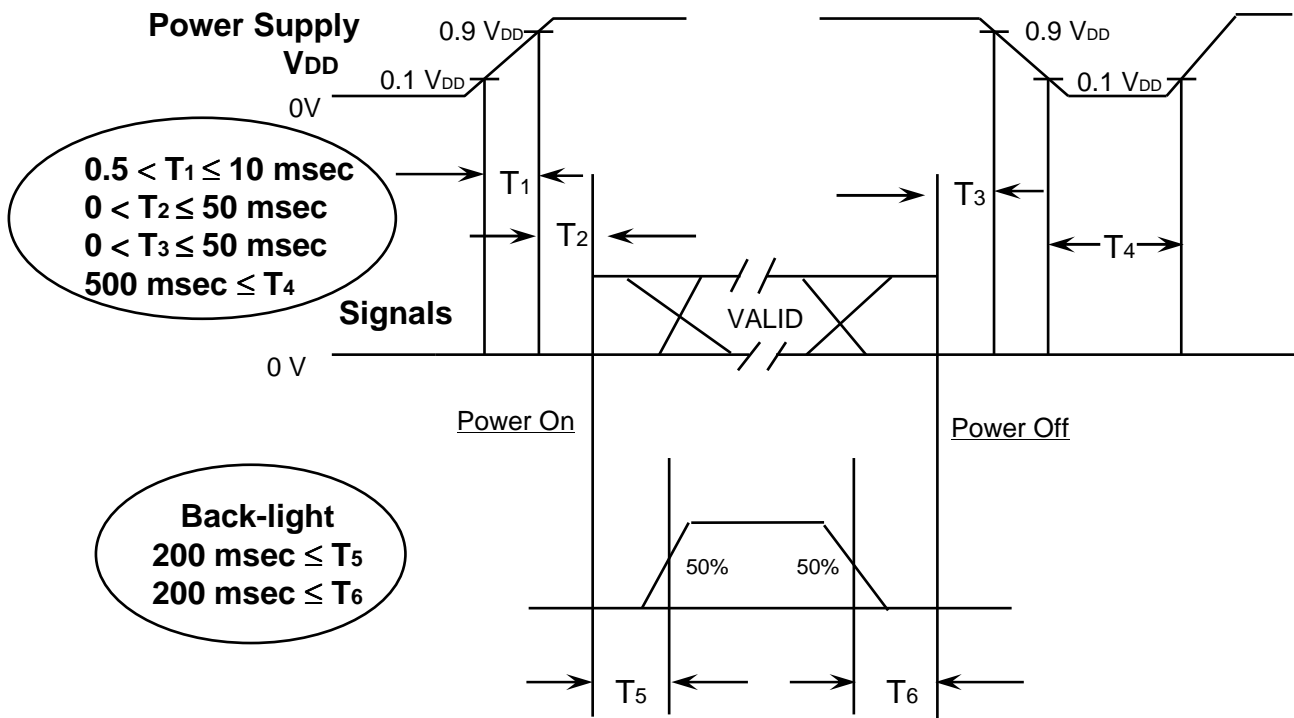 Power Supply
VDD
0.9 VDD
0.1 VDD
0V
0.9 VDD
0.1 VDD
0.5 < T1 ≤ 10 msec
0 < T2 ≤ 50 msec
0 < T3 ≤ 50 msec
500 msec ≤ T4
T1
T2
T3
T4
Signals
VALID
0 V
Power On
Power Off
Back-light
200 msec ≤ T5
200 msec ≤ T6
50%
50%
T5
T6